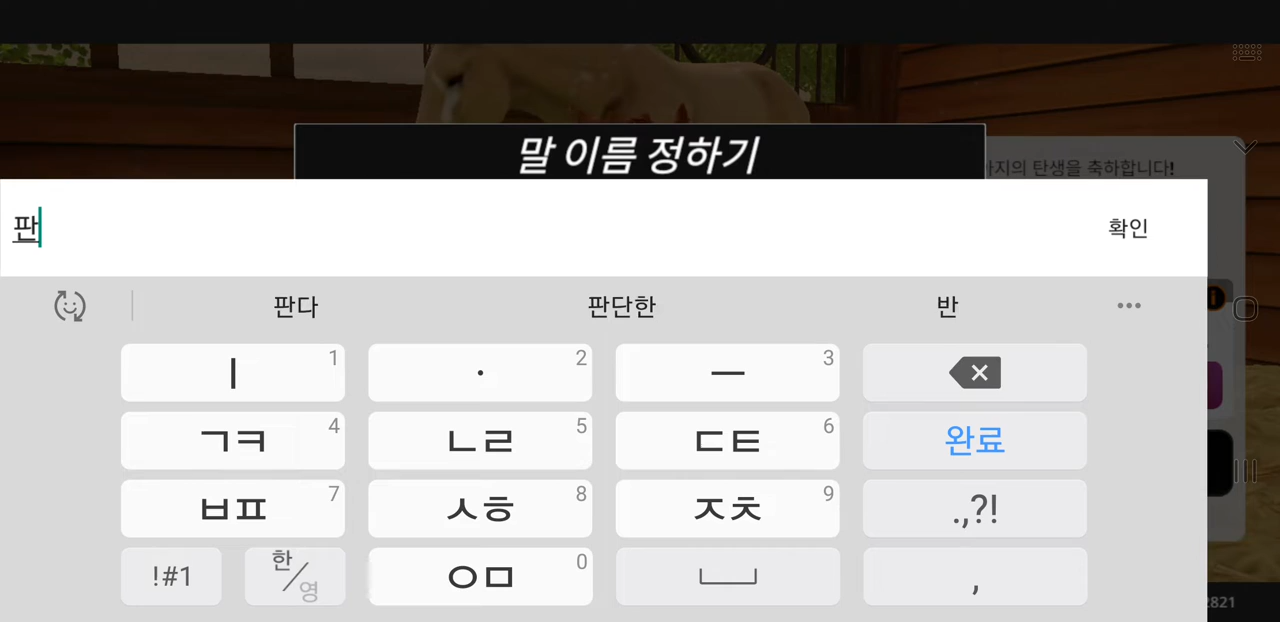 말 이름 정하기
지의 탄생을 축하합니다!
판
확인
판다 판단한 반
ㅣ 1 · 2 ㅡ 3
ㄱㅋ 4 ㄴㄹ 5 ㄷㅌ 6 완료
ㅂㅍ 7 ㅅㅎ 8 ㅈㅊ 9 .,?!
!#1 한/영 ㅇㅁ 0 ,
2821